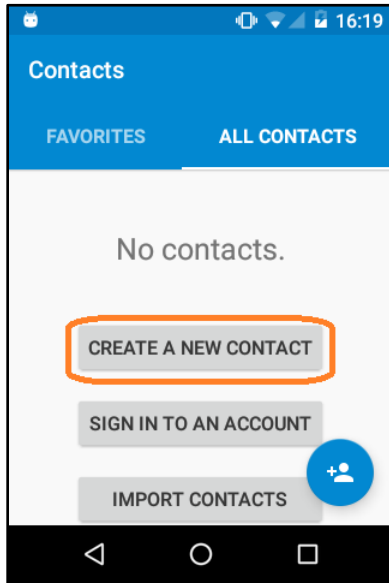 16:19
Contacts
FAVORITES ALL CONTACTS
No contacts.
CREATE A NEW CONTACT
SIGN IN TO AN ACCOUNT
IMPORT CONTACTS